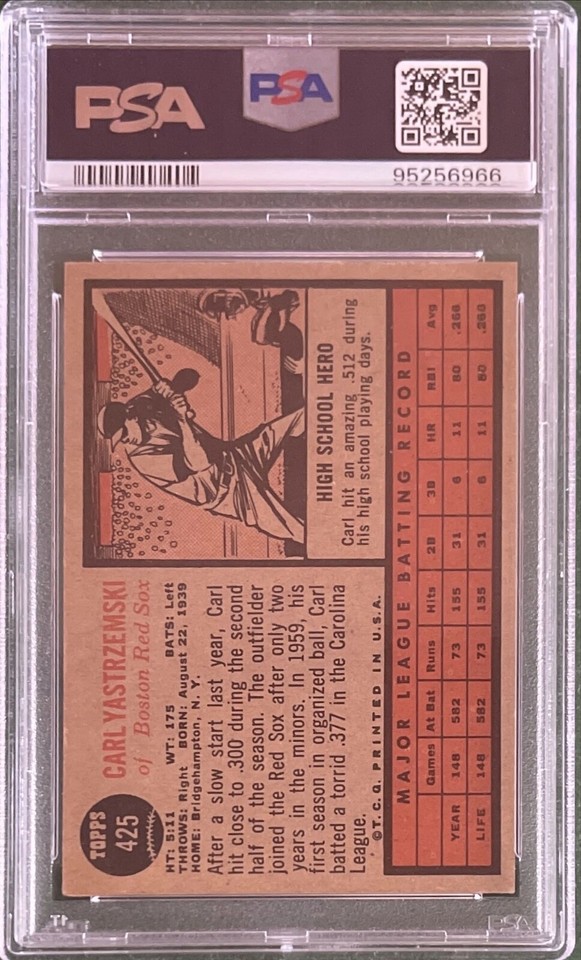 PSA
PSA
95256966
TOPPS
425
CARL YASTRZEMSKI
of Boston Red Sox
HT: 5:11 WT: 175 BATS: Left
THROWS: Right BORN: August 22, 1939
HOME: Bridgehampton, N.Y.
After a slow start last year, Carl
hit close to .300 during the second
half of the season. The outfielder
joined the Red Sox after only two
years in the minors. In 1959, his
first season in organized ball, Carl
batted a torrid .377 in the Carolina
League.
©T.C.G. PRINTED IN U.S.A.
HIGH SCHOOL HERO
Carl hit an amazing .512 during
his high school playing days.
MAJOR LEAGUE BATTING RECORD
Games At Bat Runs Hits 2B 3B HR RBI Avg
YEAR 148 582 73 155 31 6 11 80 .266
LIFE 148 582 73 155 31 6 11 80 .266
PSA